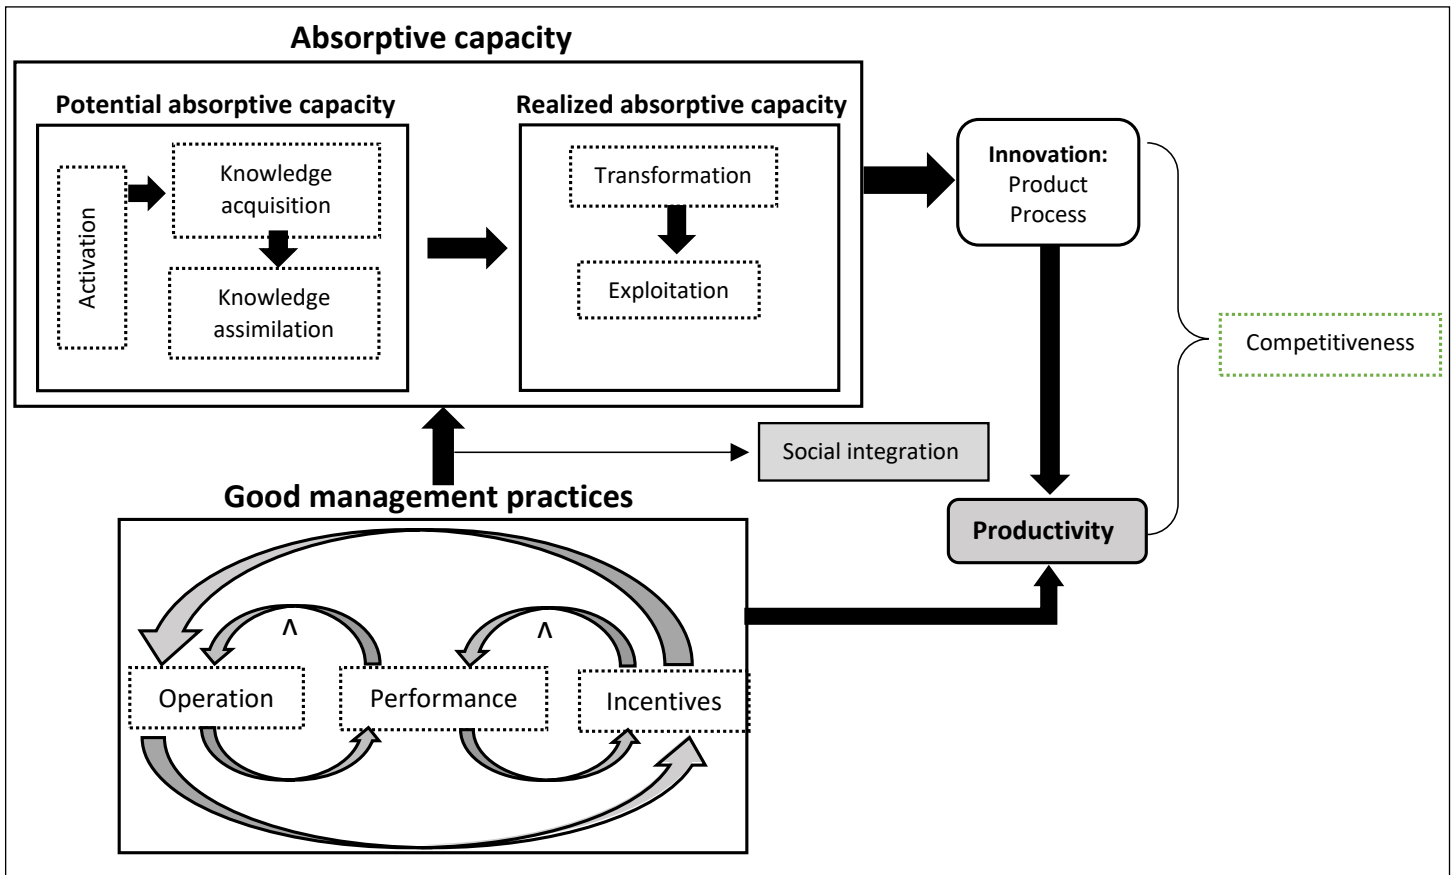 Absorptive capacity
Potential absorptive capacity
Realized absorptive capacity
Activation
Knowledge
acquisition
Knowledge
assimilation
Transformation
Exploitation
Innovation:
Product
Process
Competitiveness
Social integration
Good management practices
Productivity
^
^
Operation
Performance
Incentives